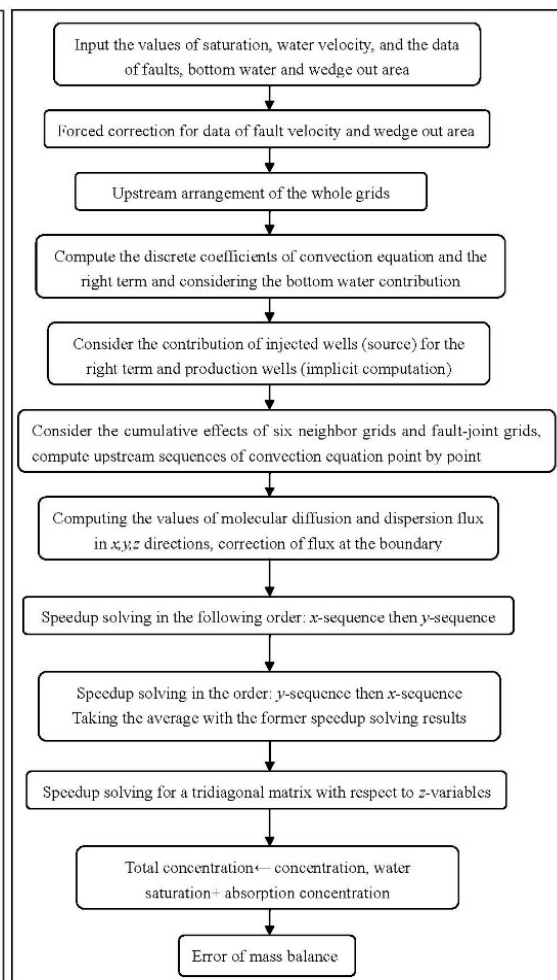 Input the values of saturation, water velocity, and the data
of faults, bottom water and wedge out area
Forced correction for data of fault velocity and wedge out area
Upstream arrangement of the whole grids
Compute the discrete coefficients of convection equation and the
right term and considering the bottom water contribution
Consider the contribution of injected wells (source) for the
right term and production wells (implicit computation)
Consider the cumulative effects of six neighbor grids and fault-joint grids,
compute upstream sequences of convection equation point by point
Computing the values of molecular diffusion and dispersion flux
in x,y,z directions, correction of flux at the boundary
Speedup solving in the following order: x-sequence then y-sequence
Speedup solving in the order: y-sequence then x-sequence
Taking the average with the former speedup solving results
Speedup solving for a tridiagonal matrix with respect to z-variables
Total concentration← concentration, water
saturation+ absorption concentration
Error of mass balance